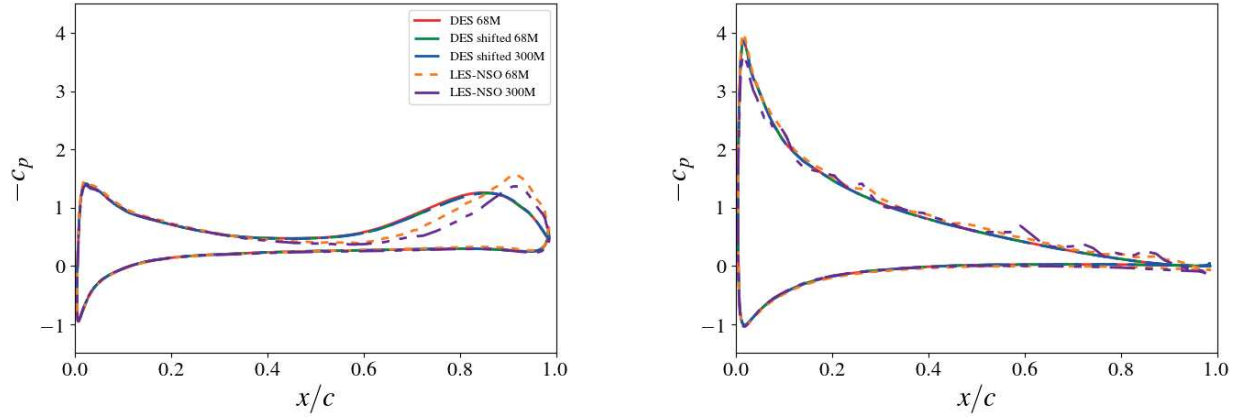 4
3
2
1
0
−1
−c_p
0.0 0.2 0.4 0.6 0.8 1.0
x/c
DES 68M
DES shifted 68M
DES shifted 300M
LES-NSO 68M
LES-NSO 300M
4
3
2
1
0
−1
−c_p
0.0 0.2 0.4 0.6 0.8 1.0
x/c